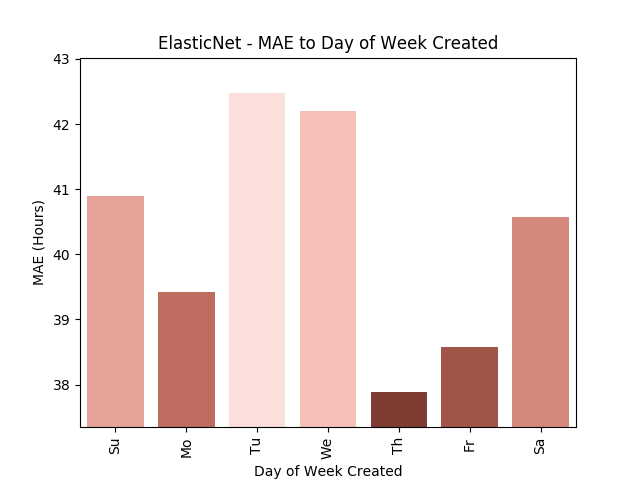 ElasticNet - MAE to Day of Week Created
43
42
41
40
39
38
MAE (Hours)
Su
Mo
Tu
We
Th
Fr
Sa
Day of Week Created